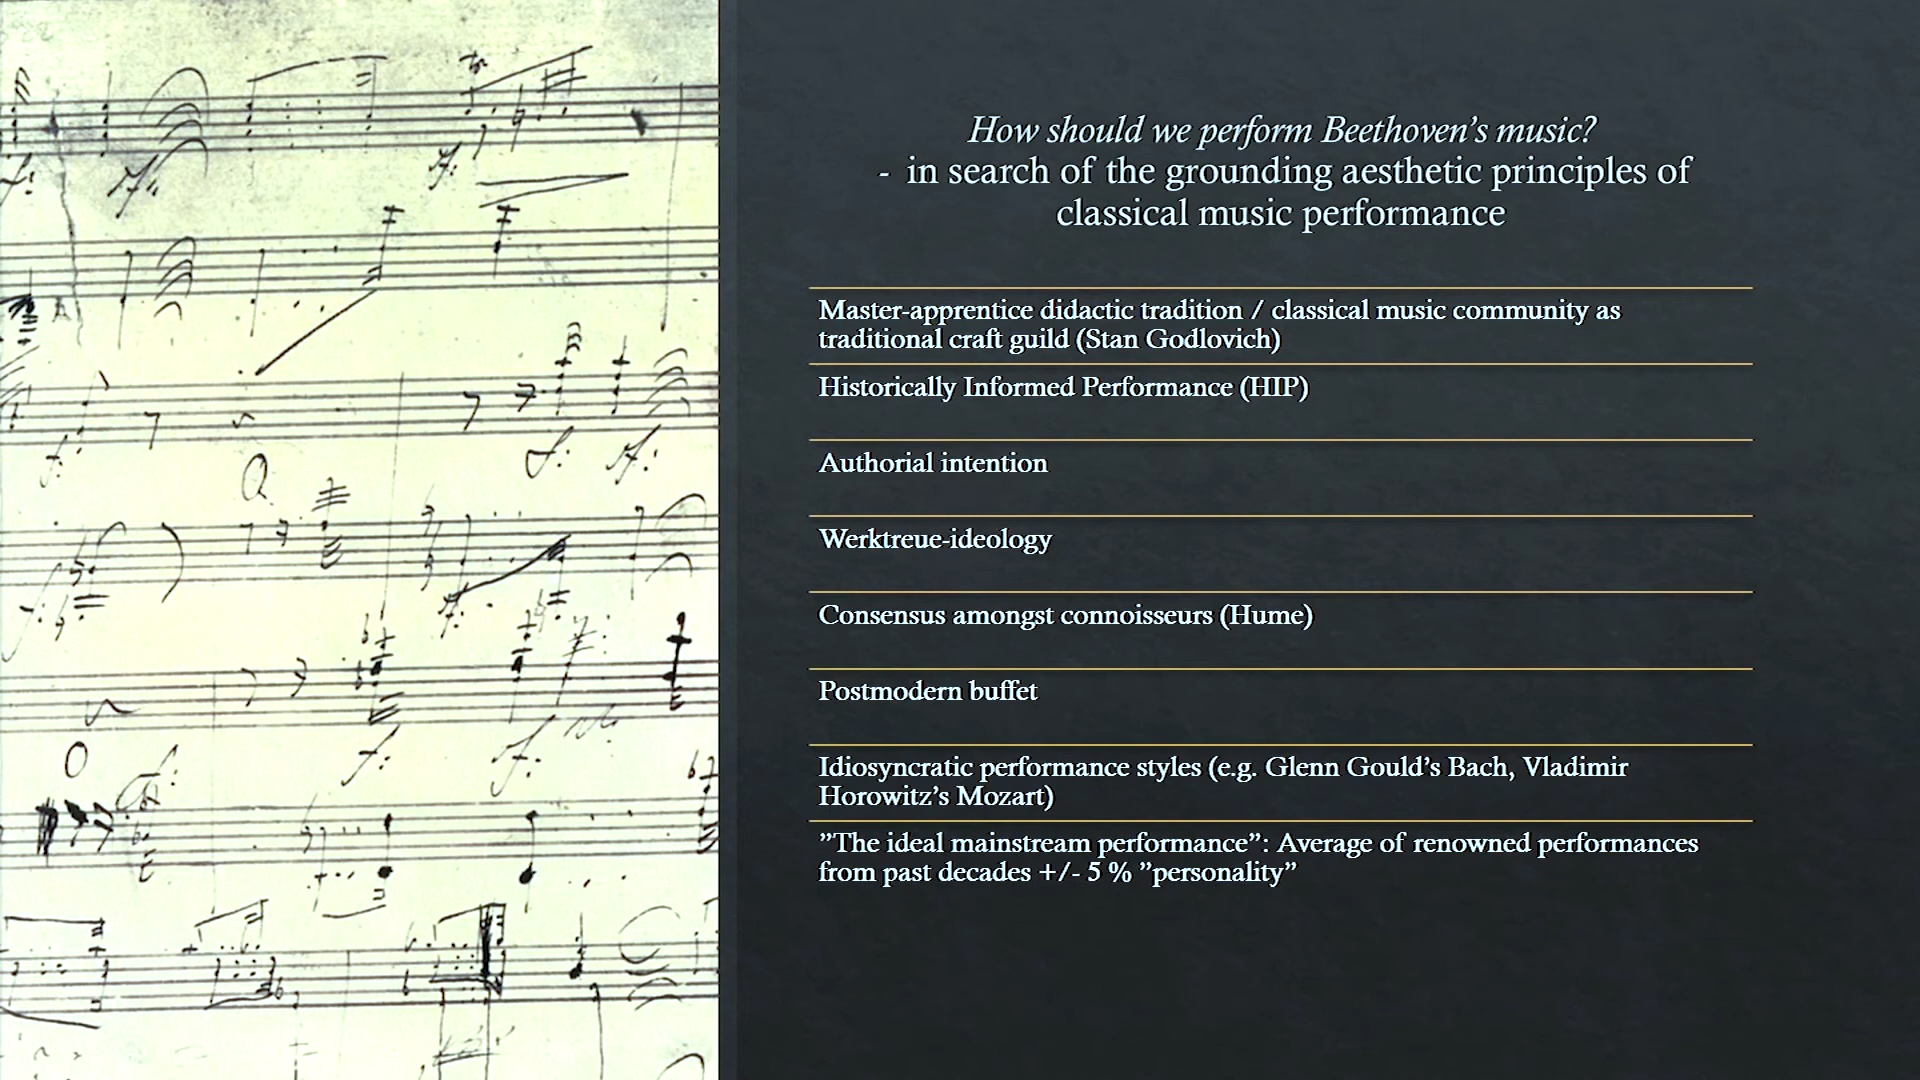 How should we perform Beethoven’s music?
- in search of the grounding aesthetic principles of
classical music performance
Master-apprentice didactic tradition / classical music community as
traditional craft guild (Stan Godlovich)
Historically Informed Performance (HIP)
Authorial intention
Werktreue-ideology
Consensus amongst connoisseurs (Hume)
Postmodern buffet
Idiosyncratic performance styles (e.g. Glenn Gould’s Bach, Vladimir
Horowitz’s Mozart)
”The ideal mainstream performance”: Average of renowned performances
from past decades +/- 5 % ”personality”